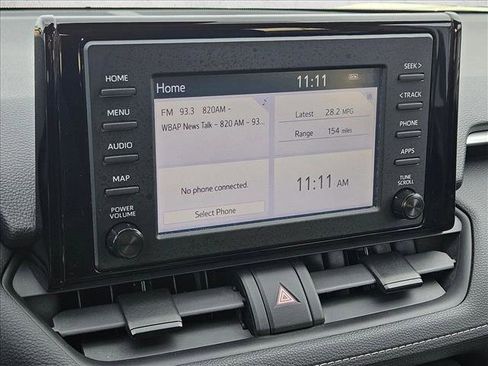 HOME
MENU
AUDIO
MAP
POWER
VOLUME
Home
11:11
FM 93.3 820AM -
WBAP News Talk - 820 AM - 93...
No phone connected.
Select Phone
Latest 28.2 MPG
Range 154 miles
11:11 AM
SEEK >
< TRACK
PHONE
APPS
TUNE
SCROLL